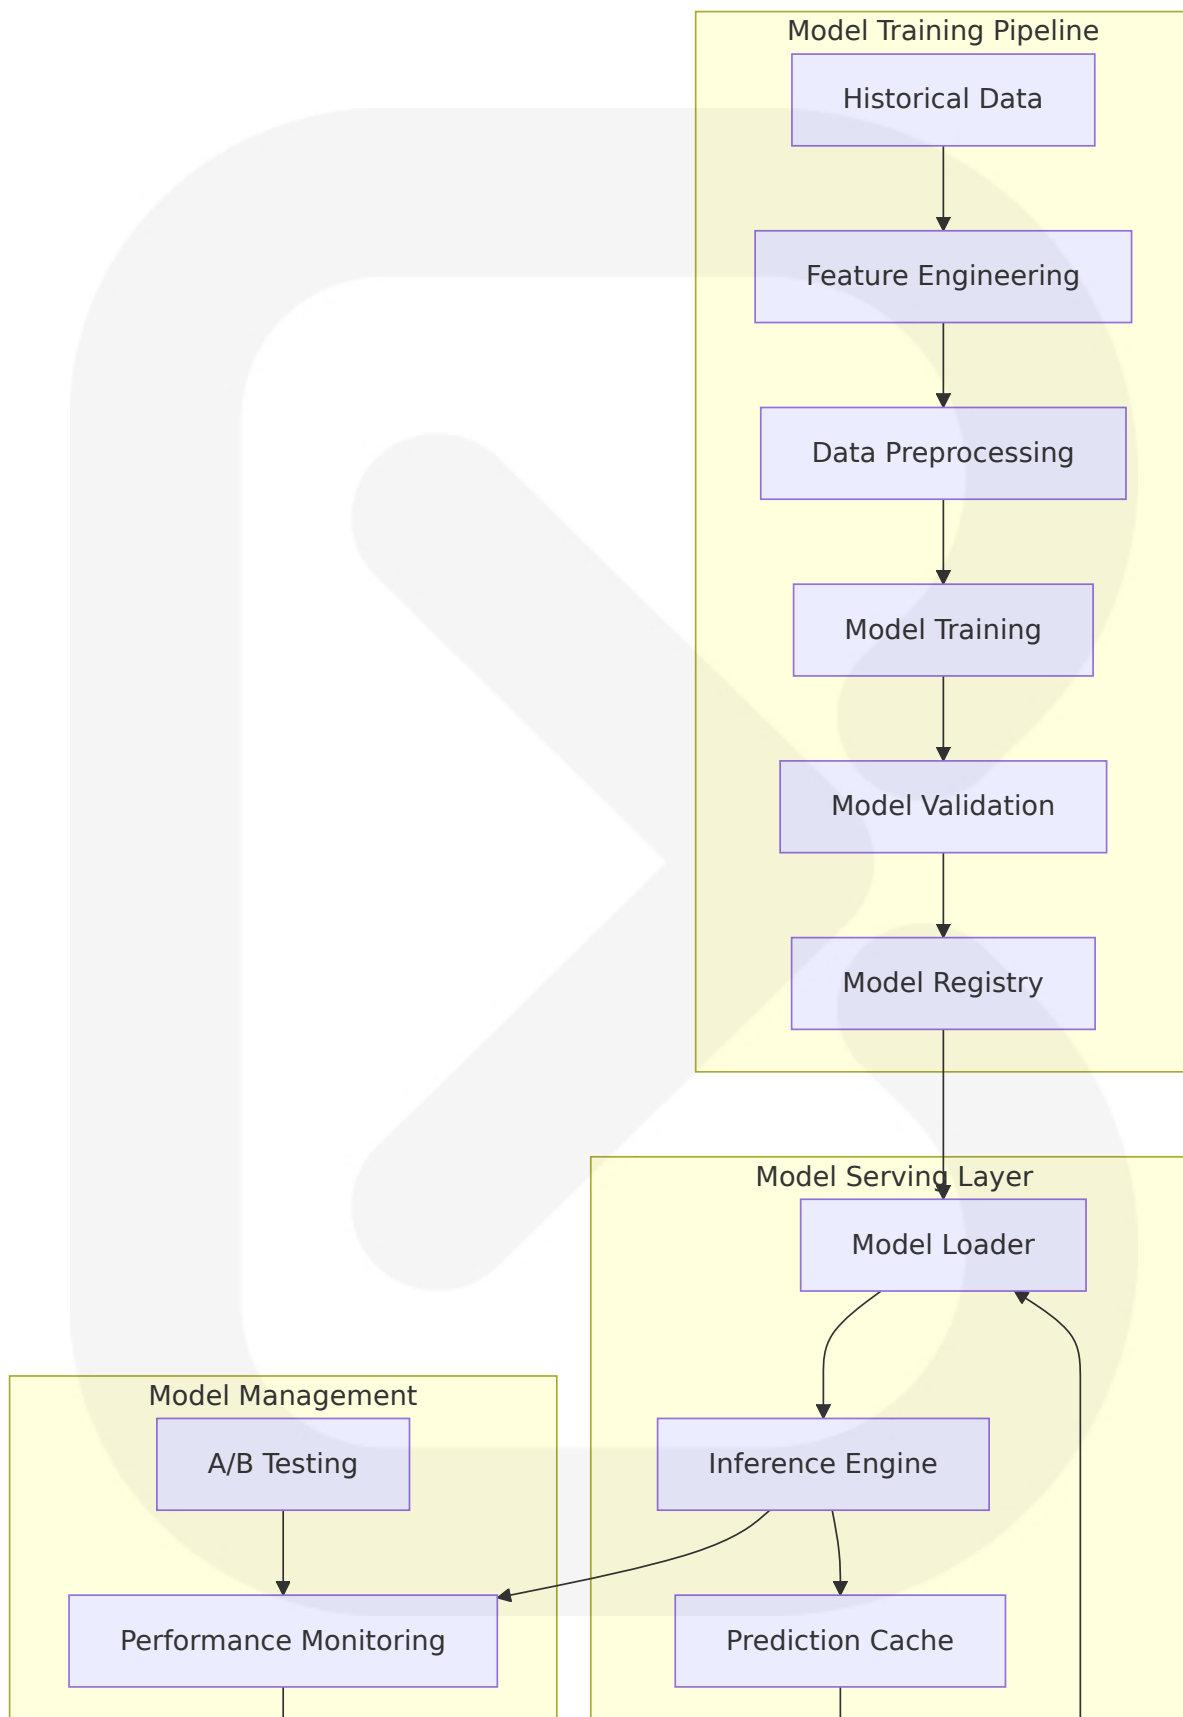 Model Training Pipeline
Historical Data
Feature Engineering
Data Preprocessing
Model Training
Model Validation
Model Registry
Model Serving Layer
Model Loader
Model Management
A/B Testing
Inference Engine
Performance Monitoring
Prediction Cache